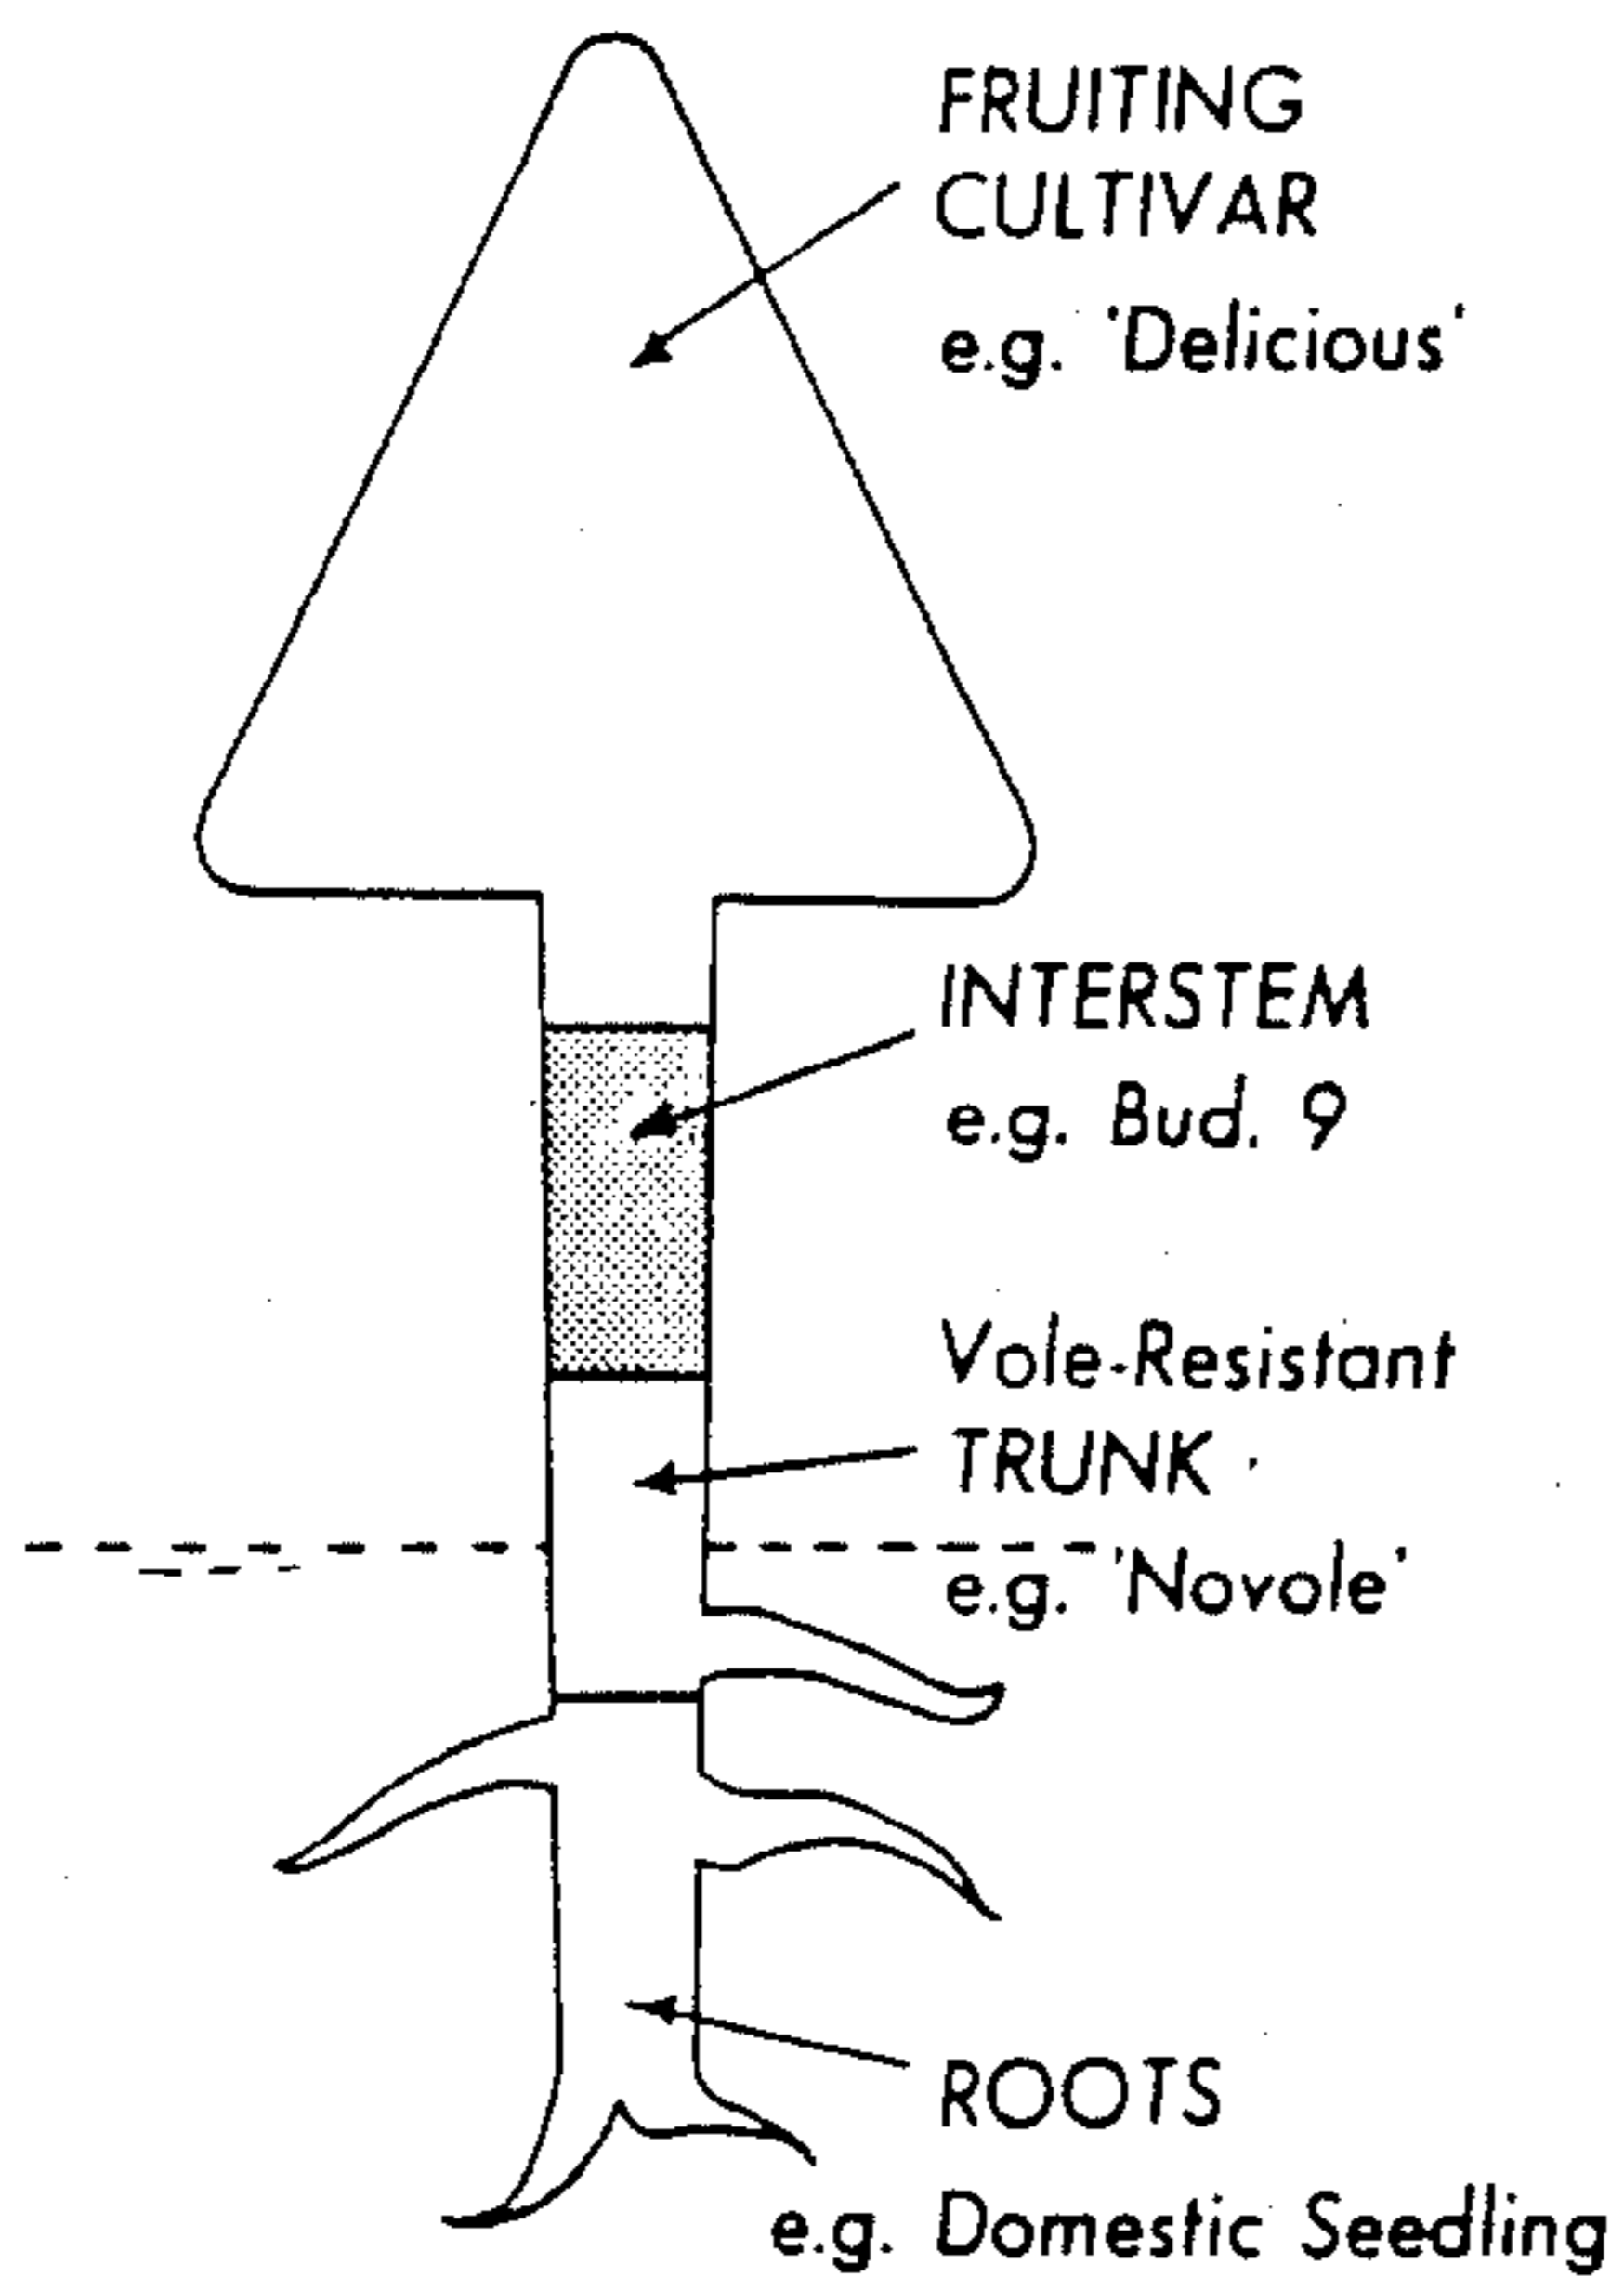 FRUITING
CULTIVAR
e.g. 'Delicious'
INTERSTEM
e.g. Bud. 9
Vole-Resistant
TRUNK
e.g. 'Novole'
ROOTS
e.g. Domestic Seedling